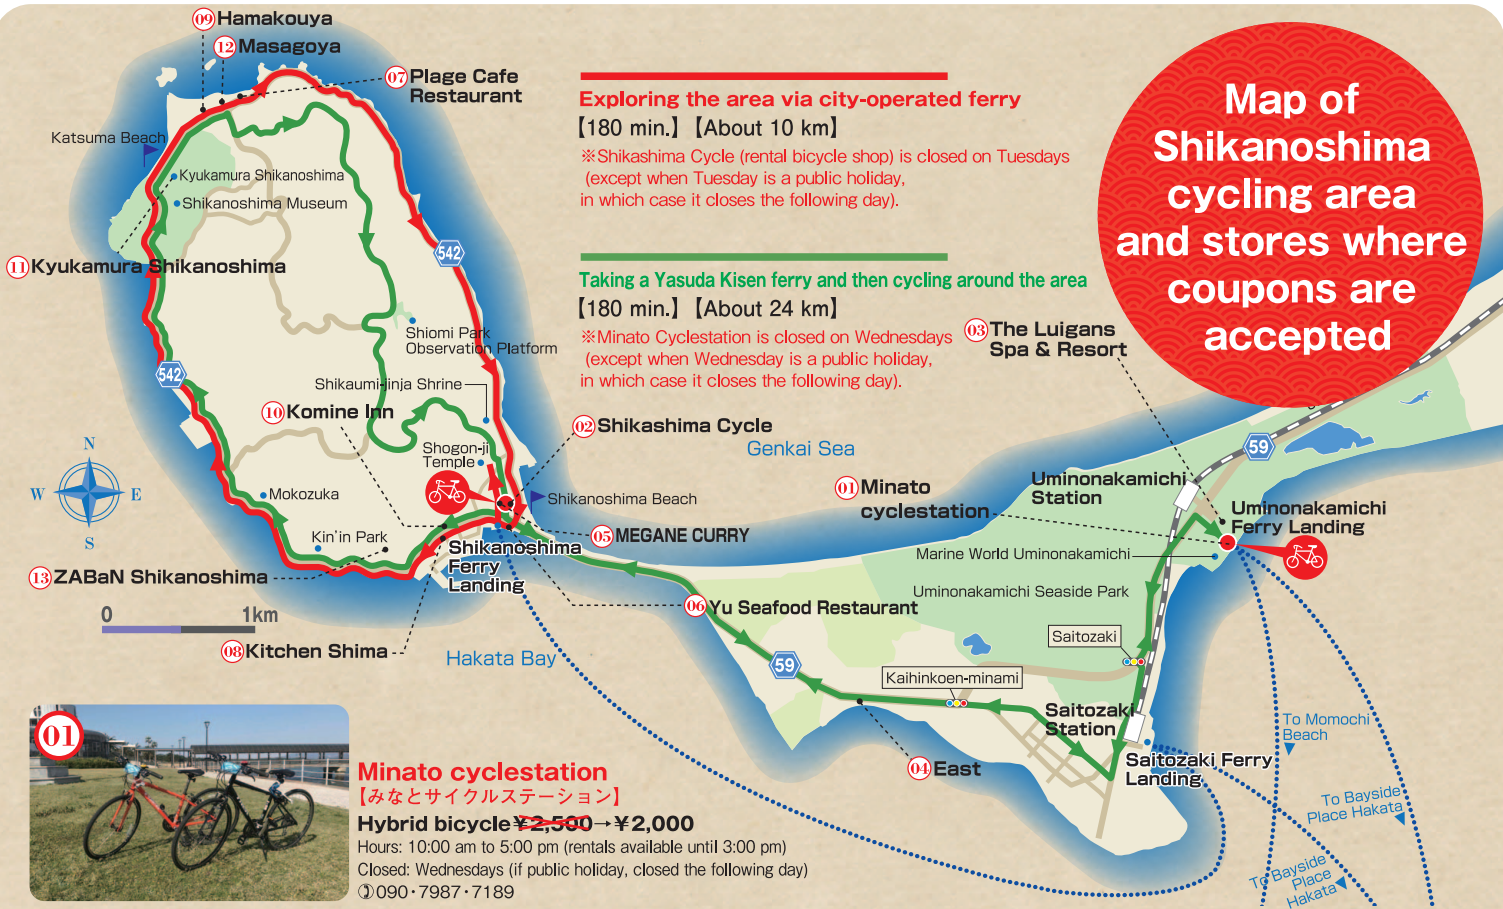 09 Hamakouya
12 Masagoya
07 Plage Cafe
Restaurant
Katsuma Beach
Kyukamura Shikanoshima
Shikanoshima Museum
11 Kyukamura Shikanoshima
542
542
Shiomi Park
Observation Platform
Shikaumi-jinja Shrine
10 Komine Inn
02 Shikashima Cycle
Shogon-ji
Temple
Genkai Sea
N
W E
S
Mokozuka
Shikanoshima Beach
Kin'in Park
05 MEGANE CURRY
Shikanoshima
Ferry
Landing
13 ZABaN Shikanoshima
0 1km
06 Yu Seafood Restaurant
08 Kitchen Shima
Hakata Bay
Exploring the area via city-operated ferry
【180 min.】【About 10 km】
※Shikashima Cycle (rental bicycle shop) is closed on Tuesdays
(except when Tuesday is a public holiday,
in which case it closes the following day).
Taking a Yasuda Kisen ferry and then cycling around the area
【180 min.】【About 24 km】
※Minato Cyclestation is closed on Wednesdays
(except when Wednesday is a public holiday,
in which case it closes the following day).
Map of
Shikanoshima
cycling area
and stores where
coupons are
accepted
03 The Luigans
Spa & Resort
59
01 Minato
cyclestation
Uminonakamichi
Station
Uminonakamichi
Ferry Landing
Marine World Uminonakamichi
Uminonakamichi Seaside Park
Saitozaki
59
Kaihinkoen-minami
Saitozaki
Station
04 East
Saitozaki Ferry
Landing
To Momochi
Beach
To Bayside
Place Hakata
To Bayside
Place
Hakata
01
Minato cyclestation
【みなとサイクルステーション】
Hybrid bicycle ¥2,500→¥2,000
Hours: 10:00 am to 5:00 pm (rentals available until 3:00 pm)
Closed: Wednesdays (if public holiday, closed the following day)
090・7987・7189